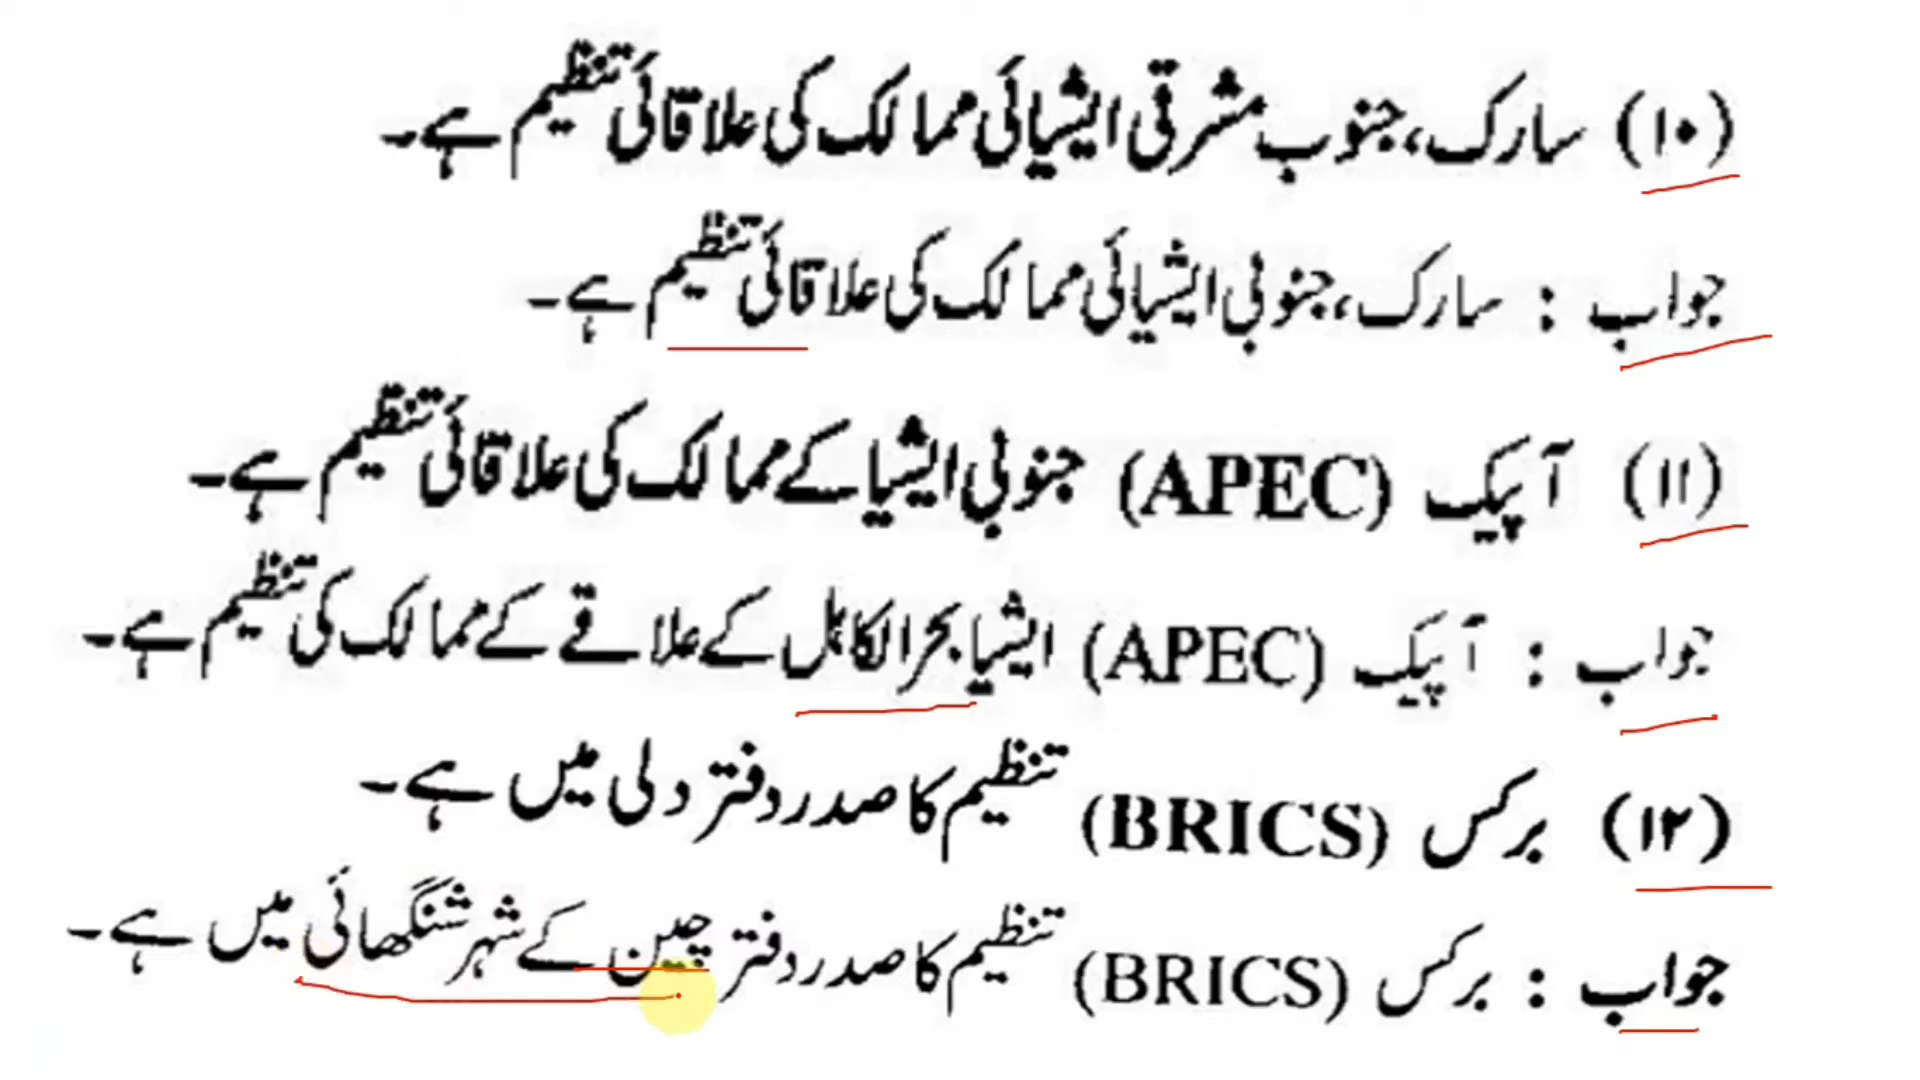 (۱۰) سارک، جنوب مشرقی ایشیائی ممالک کی علاقائی تنظیم ہے۔
جواب : سارک، جنوبی ایشیائی ممالک کی علاقائی تنظیم ہے۔
(۱۱) آپیک (APEC) جنوبی ایشیا کے ممالک کی علاقائی تنظیم ہے۔
جواب : آپیک (APEC) ایشیا بحرالکاہل کے علاقے کے ممالک کی تنظیم ہے۔
(۱۲) برکس (BRICS) تنظیم کا صدر دفتر دلی میں ہے۔
جواب : برکس (BRICS) تنظیم کا صدر دفتر چین کے شہر شنگھائی میں ہے۔